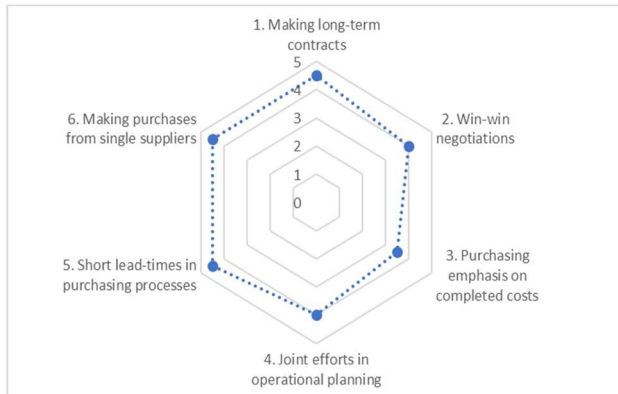 1. Making long-term
contracts
5
4
3
2
1
0
2. Win-win
negotiations
3. Purchasing
emphasis on
completed costs
4. Joint efforts in
operational planning
5. Short lead-times in
purchasing processes
6. Making purchases
from single suppliers